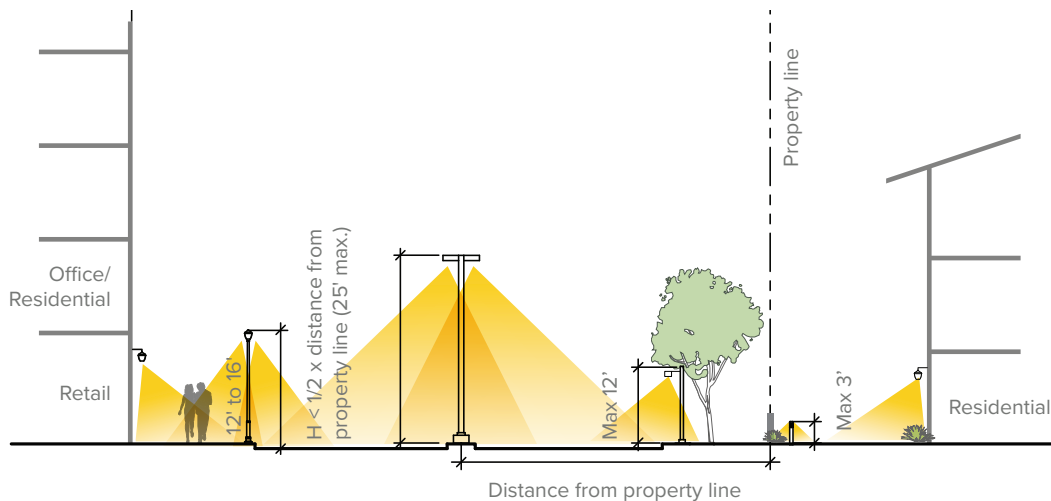 Office/
Residential
Retail
12' to 16'
H < 1/2 x distance from
property line (25' max.)
Max 12'
Property line
Max 3'
Residential
Distance from property line